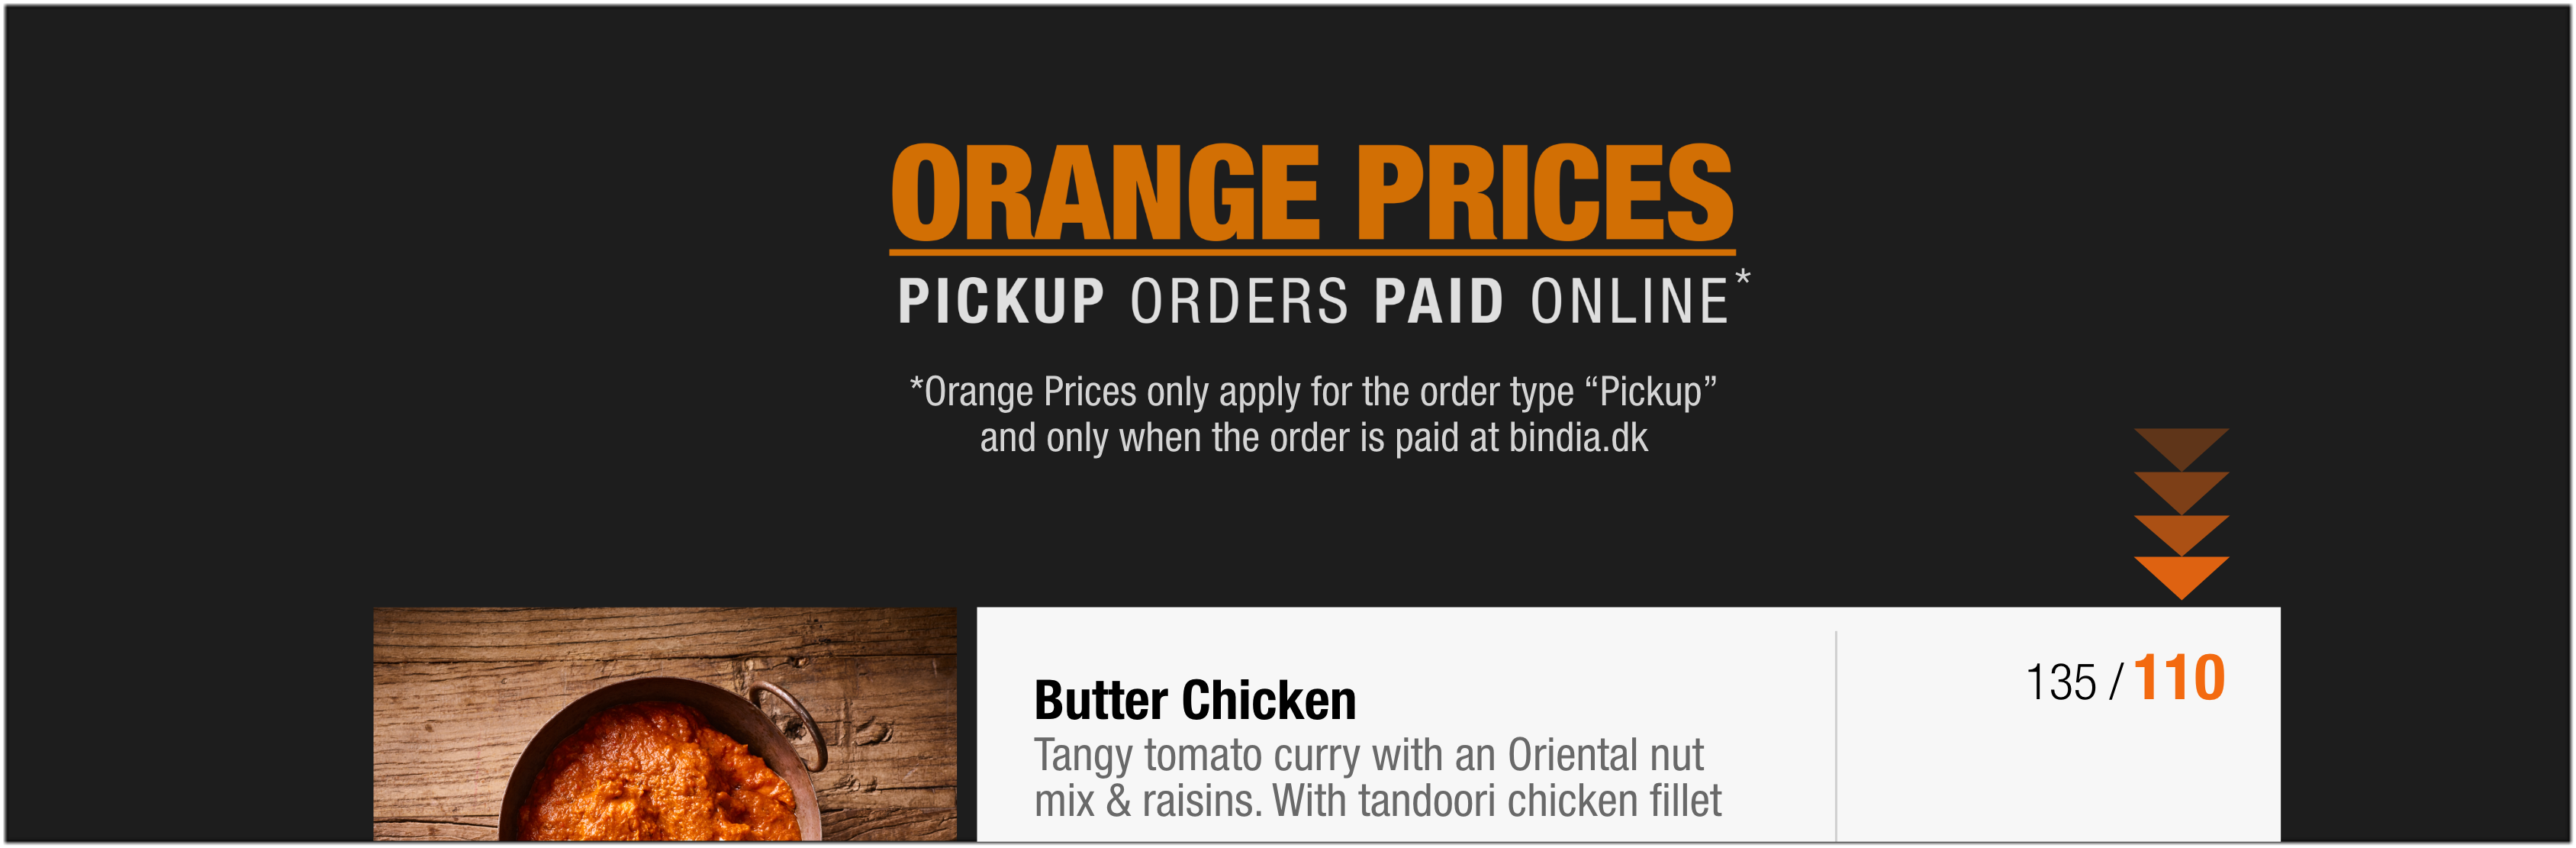 ORANGE PRICES
PICKUP ORDERS PAID ONLINE*
*Orange Prices only apply for the order type “Pickup”
and only when the order is paid at bindia.dk
135 / 110
Butter Chicken
Tangy tomato curry with an Oriental nut
mix & raisins. With tandoori chicken fillet